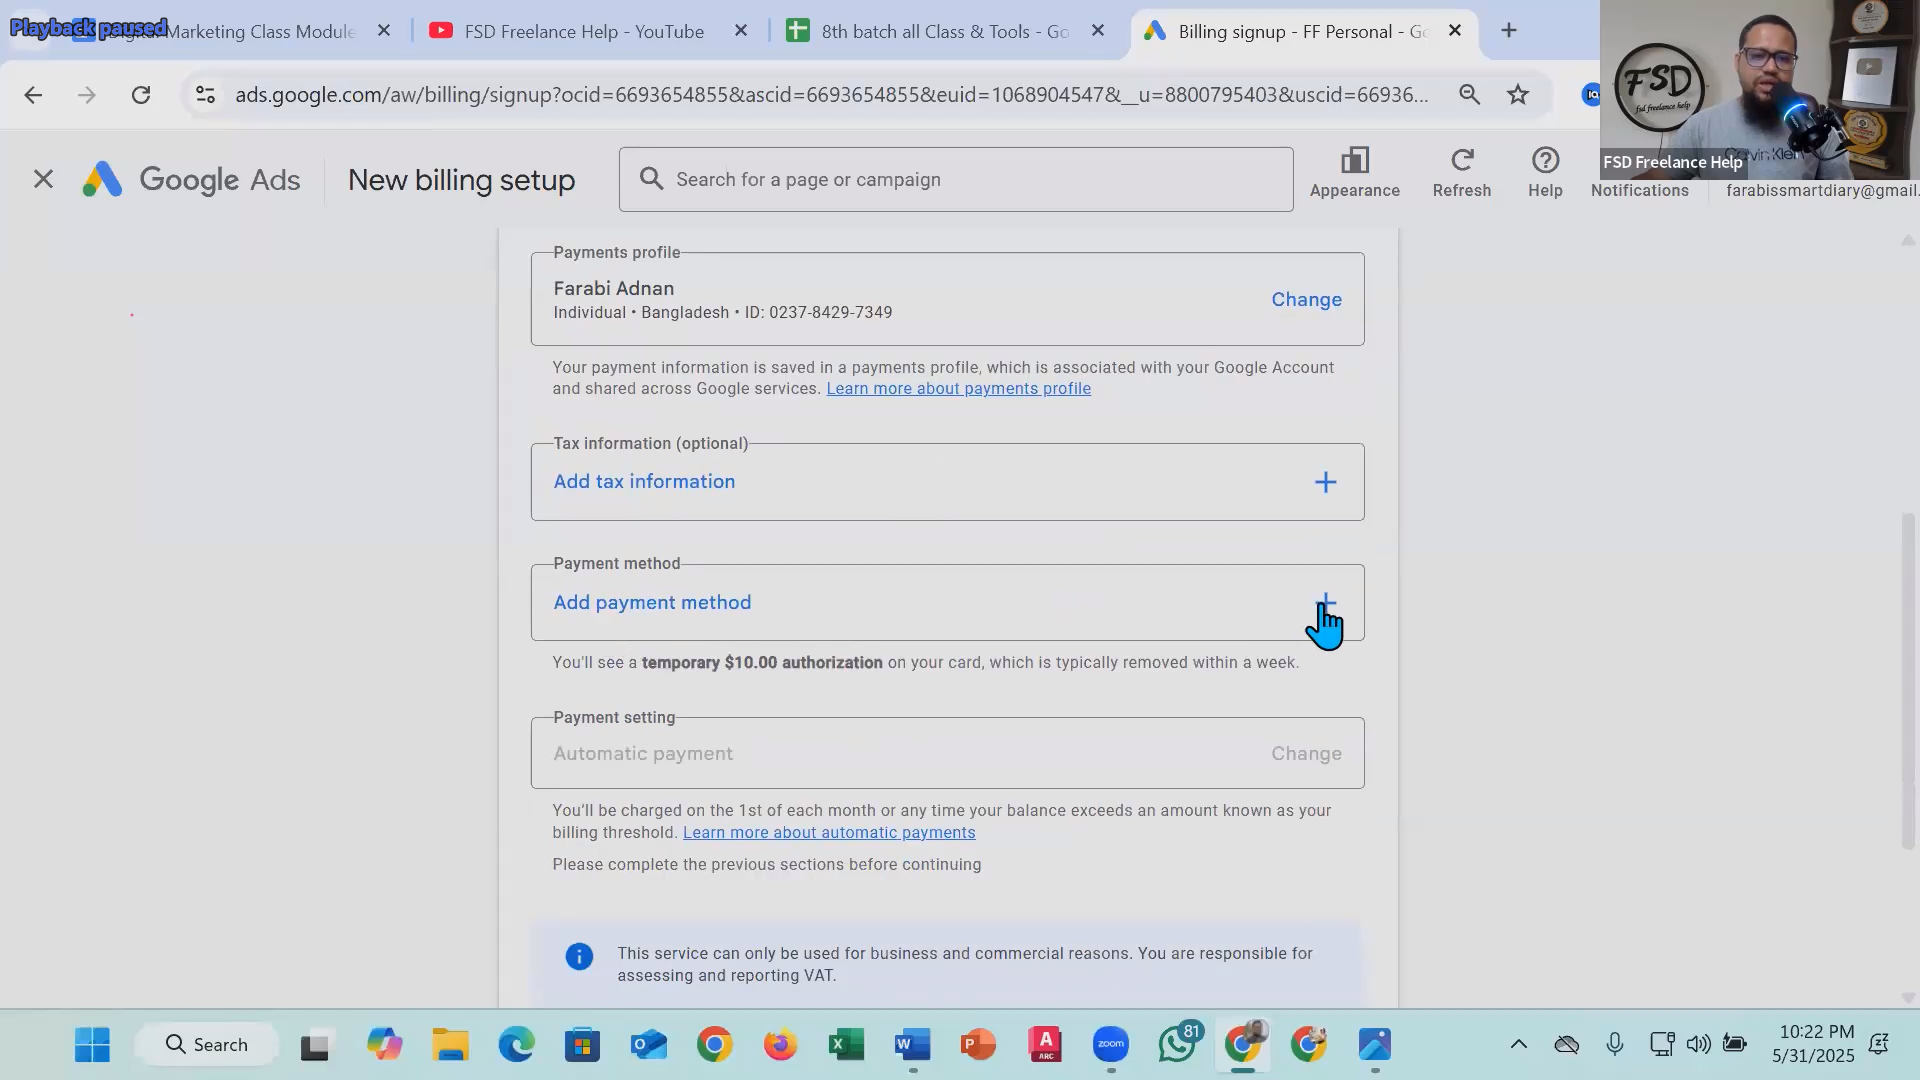 Playback paused
Digital Marketing Class Module
FSD Freelance Help - YouTube
8th batch all Class & Tools - Go
Billing signup - FF Personal - Go
ads.google.com/aw/billing/signup?ocid=6693654855&ascid=6693654855&euid=1068904547&__u=8800795403&uscid=66936...
FSD
fsd freelance help
Calvin Klein
FSD Freelance Help
Google Ads
New billing setup
Search for a page or campaign
Appearance
Refresh
Help
Notifications
farabissmartdiary@gmail.
Payments profile
Farabi Adnan
Individual • Bangladesh • ID: 0237-8429-7349
Change
Your payment information is saved in a payments profile, which is associated with your Google Account
and shared across Google services. Learn more about payments profile
Tax information (optional)
Add tax information
Payment method
Add payment method
You'll see a temporary $10.00 authorization on your card, which is typically removed within a week.
Payment setting
Automatic payment
Change
You'll be charged on the 1st of each month or any time your balance exceeds an amount known as your
billing threshold. Learn more about automatic payments
Please complete the previous sections before continuing
This service can only be used for business and commercial reasons. You are responsible for
assessing and reporting VAT.
Search
zoom
81
10:22 PM
5/31/2025